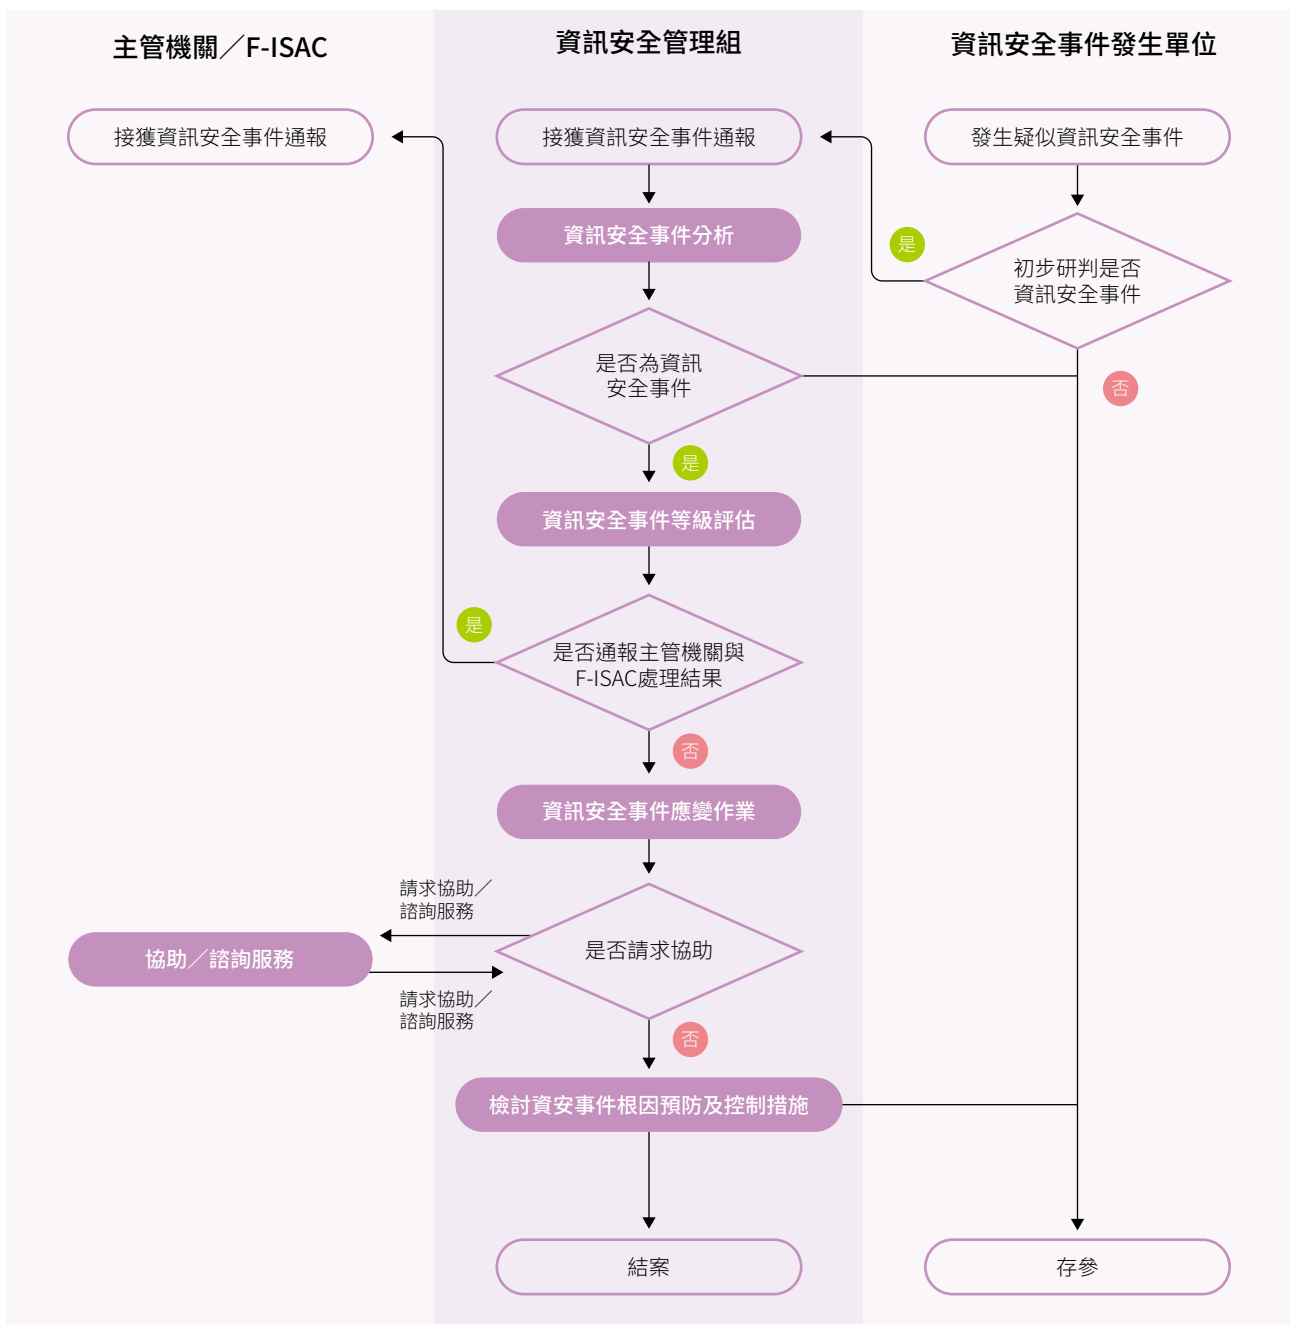 主管機關／F-ISAC
資訊安全管理組
資訊安全事件發生單位
接獲資訊安全事件通報
接獲資訊安全事件通報
發生疑似資訊安全事件
資訊安全事件分析
是
初步研判是否
資訊安全事件
是否為資訊
安全事件
否
是
資訊安全事件等級評估
是
是否通報主管機關與
F-ISAC處理結果
否
資訊安全事件應變作業
請求協助／
諮詢服務
協助／諮詢服務
是否請求協助
請求協助／
諮詢服務
否
檢討資安事件根因預防及控制措施
結案
存參